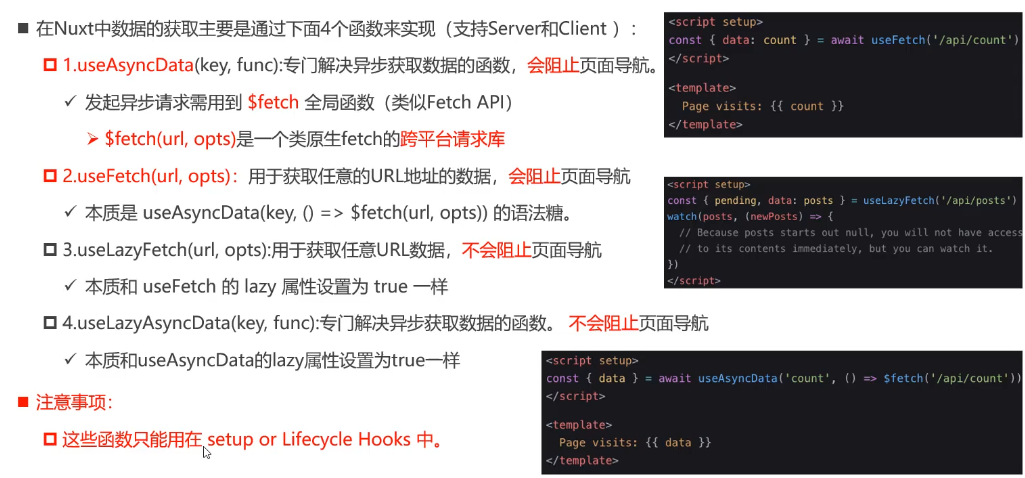 在Nuxt中数据的获取主要是通过下面4个函数来实现（支持Server和Client ）:
1.useAsyncData(key, func):专门解决异步获取数据的函数，会阻止页面导航。
发起异步请求需用到 $fetch 全局函数（类似Fetch API）
$fetch(url, opts)是一个类原生fetch的跨平台请求库
2.useFetch(url, opts)：用于获取任意的URL地址的数据，会阻止页面导航
本质是 useAsyncData(key, () => $fetch(url, opts)) 的语法糖。
3.useLazyFetch(url, opts):用于获取任意URL数据，不会阻止页面导航
本质和 useFetch 的 lazy 属性设置为 true 一样
4.useLazyAsyncData(key, func):专门解决异步获取数据的函数。 不会阻止页面导航
本质和useAsyncData的lazy属性设置为true一样
注意事项:
这些函数只能用在 setup or Lifecycle Hooks 中。
<script setup>
const { data: count } = await useFetch('/api/count')
</script>
<template>
Page visits: {{ count }}
</template>
<script setup>
const { pending, data: posts } = useLazyFetch('/api/posts')
watch(posts, (newPosts) => {
// Because posts starts out null, you will not have access
// to its contents immediately, but you can watch it.
})
</script>
<script setup>
const { data } = await useAsyncData('count', () => $fetch('/api/count'))
</script>
<template>
Page visits: {{ data }}
</template>